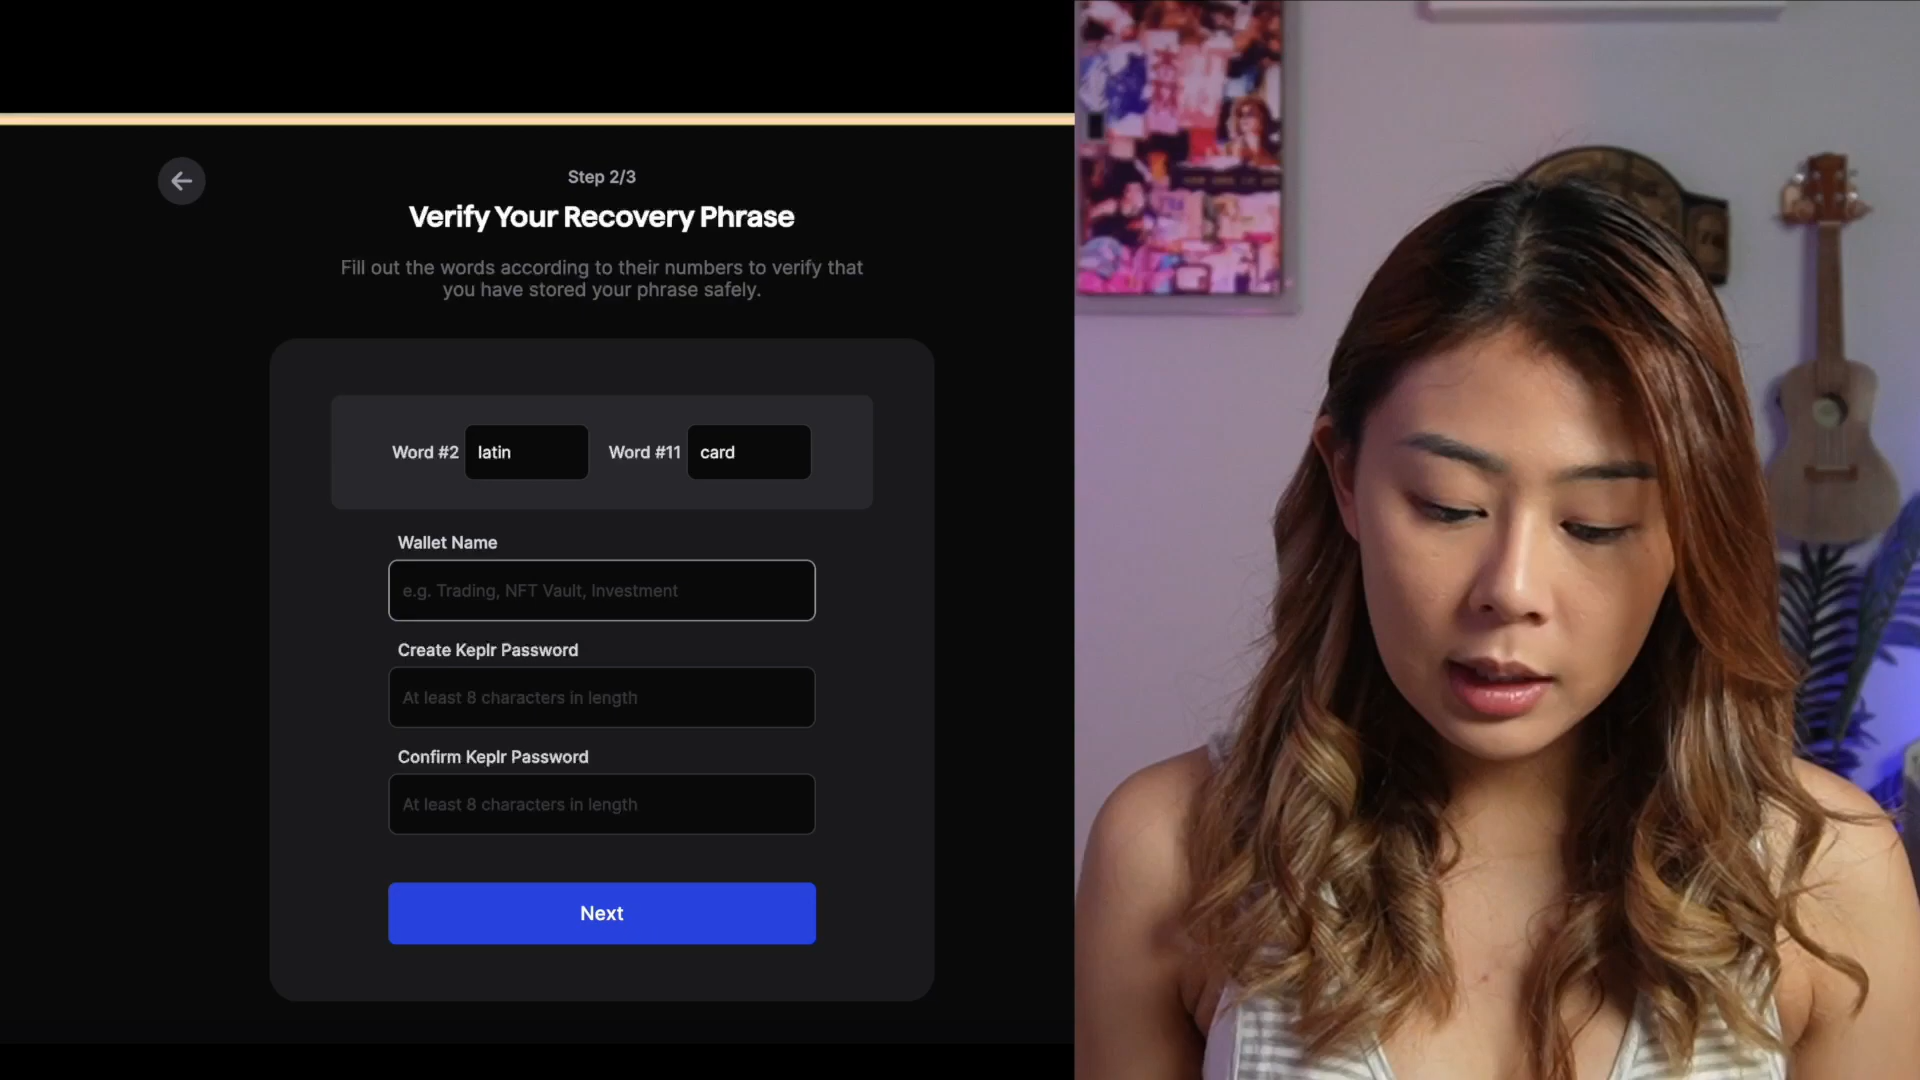 Step 2/3
Verify Your Recovery Phrase
Fill out the words according to their numbers to verify that
you have stored your phrase safely.
Word #2 latin Word #11 card
Wallet Name
e.g. Trading, NFT Vault, Investment
Create Keplr Password
At least 8 characters in length
Confirm Keplr Password
At least 8 characters in length
Next